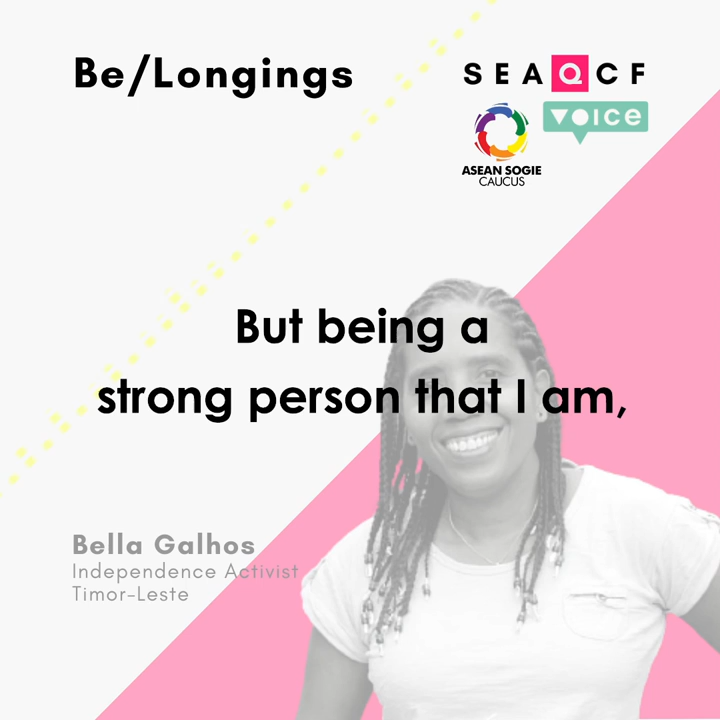 Be/Longings
SEAQCF
voice
ASEAN SOGIE
CAUCUS
But being a
strong person that I am,
Bella Galhos
Independence Activist
Timor-Leste